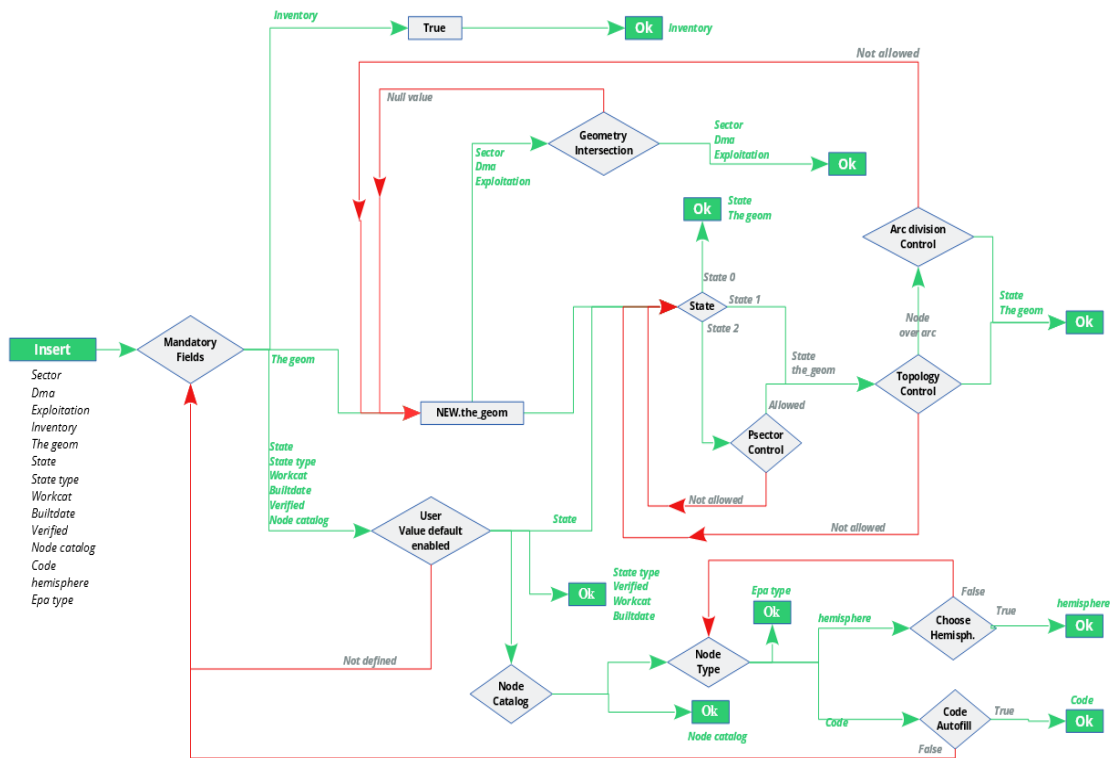 Inventory
True
Ok
Inventory
Not allowed
Null value
Geometry
Intersection
Sector
Dma
Exploitation
Sector
Dma
Exploitation
Ok
Ok
State
The geom
Arc division
Control
State 0
State
State 1
State 2
Node
over arc
State
The geom
Ok
Insert
Mandatory
Fields
The geom
State
the_geom
Topology
Control
Sector
Dma
Exploitation
Inventory
The geom
State
State type
Workcat
Builtdate
Verified
Node catalog
Code
hemisphere
Epa type
NEW.the_geom
Allowed
Psector
Control
State
State type
Workcat
Builtdate
Verified
Node catalog
User
Value default
enabled
State
Not allowed
Not allowed
Ok
State type
Verified
Workcat
Builtdate
Epa type
Ok
False
True
hemisphere
Ok
hemisphere
Choose
Hemisph.
Not defined
Node
Type
Node
Catalog
Ok
Node catalog
Code
Code
Autofill
True
Code
Ok
False